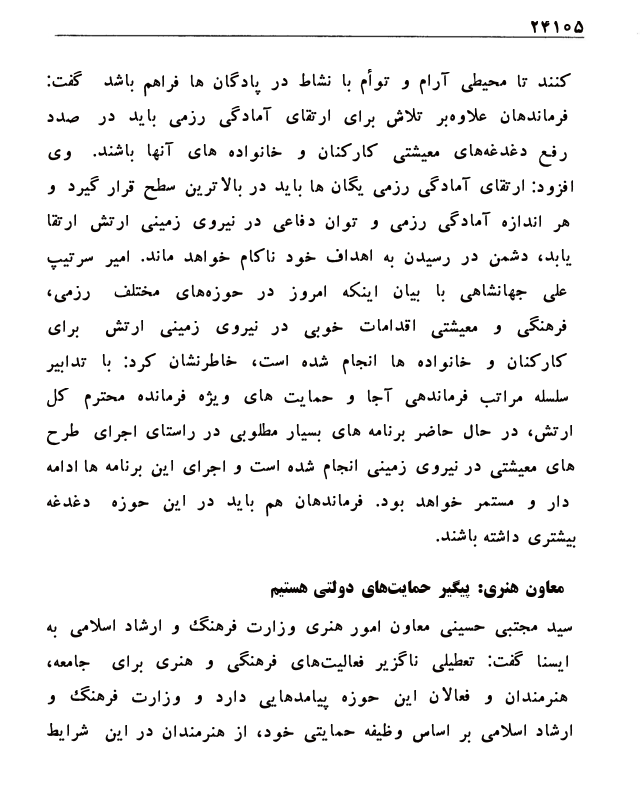 ۲۴۱۰۵
کنند تا محیطی آرام و توأم با نشاط در پادگان ها فراهم باشد گفت:
فرماندهان علاوه‌بر تلاش برای ارتقای آمادگی رزمی باید در صدد
رفع دغدغه‌های معیشتی کارکنان و خانواده های آنها باشند. وی
افزود: ارتقای آمادگی رزمی یگان ها باید در بالاترین سطح قرار گیرد و
هر اندازه آمادگی رزمی و توان دفاعی در نیروی زمینی ارتش ارتقا
یابد، دشمن در رسیدن به اهداف خود ناکام خواهد ماند. امیر سرتیپ
علی جهانشاهی با بیان اینکه امروز در حوزه‌های مختلف رزمی،
فرهنگی و معیشتی اقدامات خوبی در نیروی زمینی ارتش برای
کارکنان و خانواده ها انجام شده است، خاطرنشان کرد: با تدابیر
سلسله مراتب فرماندهی آجا و حمایت های ویژه فرمانده محترم کل
ارتش، در حال حاضر برنامه های بسیار مطلوبی در راستای اجرای طرح
های معیشتی در نیروی زمینی انجام شده است و اجرای این برنامه ها ادامه
دار و مستمر خواهد بود. فرماندهان هم باید در این حوزه دغدغه
بیشتری داشته باشند.
معاون هنری: پیگیر حمایت‌های دولتی هستیم
سید مجتبی حسینی معاون امور هنری وزارت فرهنگ و ارشاد اسلامی به
ایسنا گفت: تعطیلی ناگزیر فعالیت‌های فرهنگی و هنری برای جامعه،
هنرمندان و فعالان این حوزه پیامدهایی دارد و وزارت فرهنگ و
ارشاد اسلامی بر اساس وظیفه حمایتی خود، از هنرمندان در این شرایط